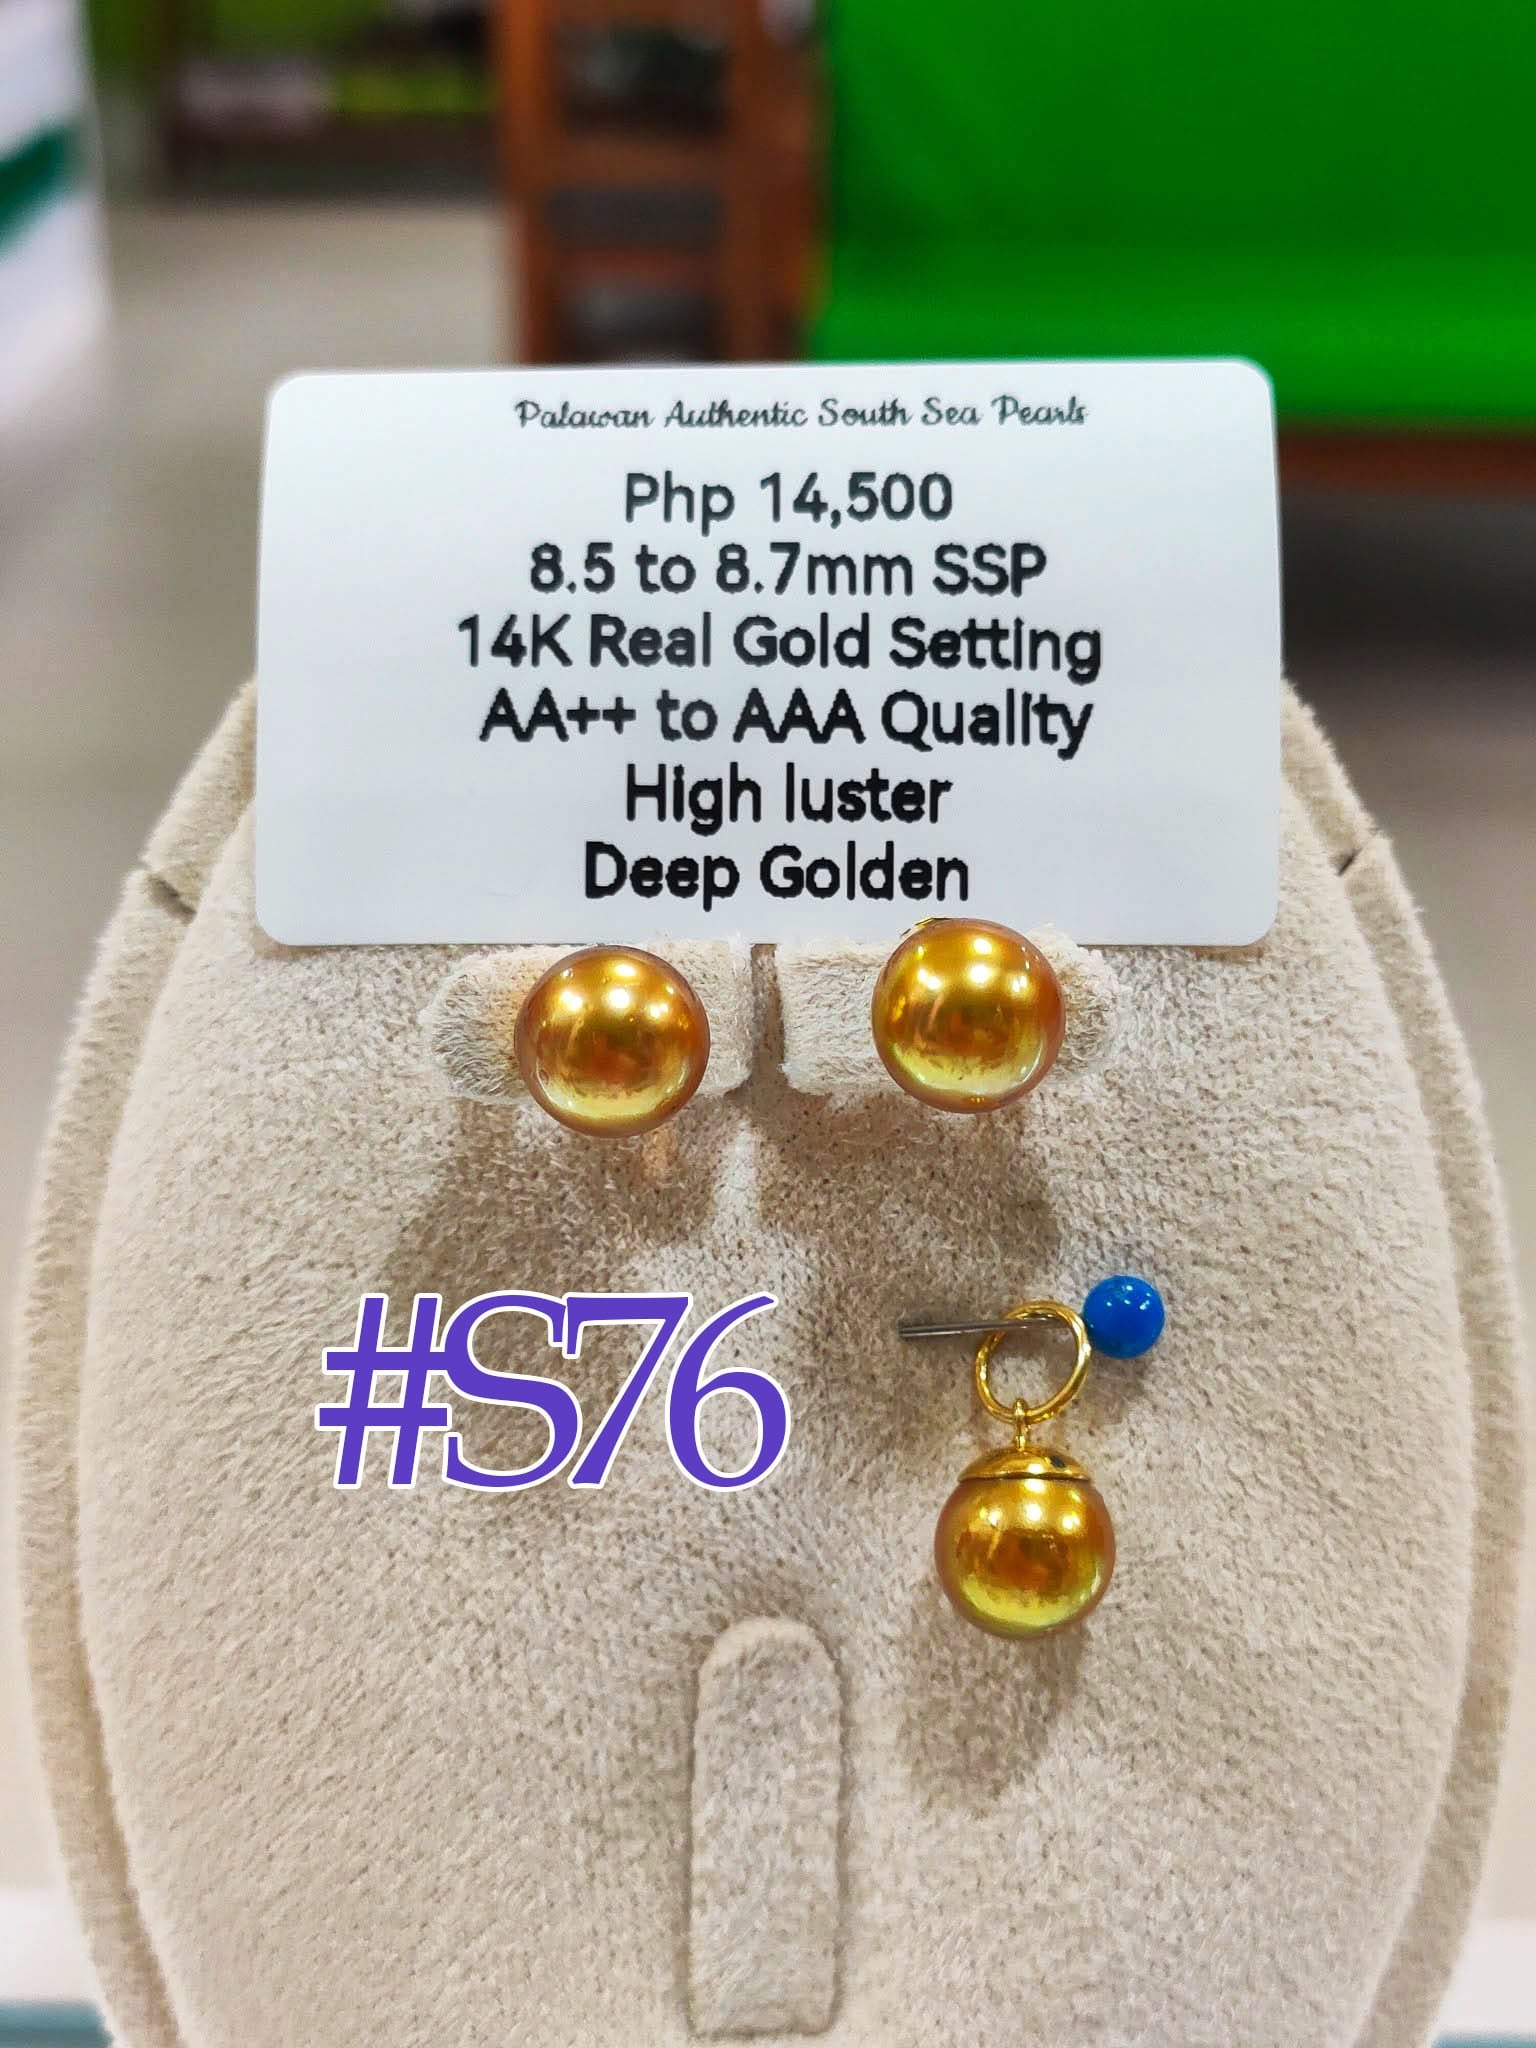 Palawan Authentic South Sea Pearls
Php 14,500
8.5 to 8.7mm SSP
14K Real Gold Setting
AA++ to AAA Quality
High luster
Deep Golden
#S76